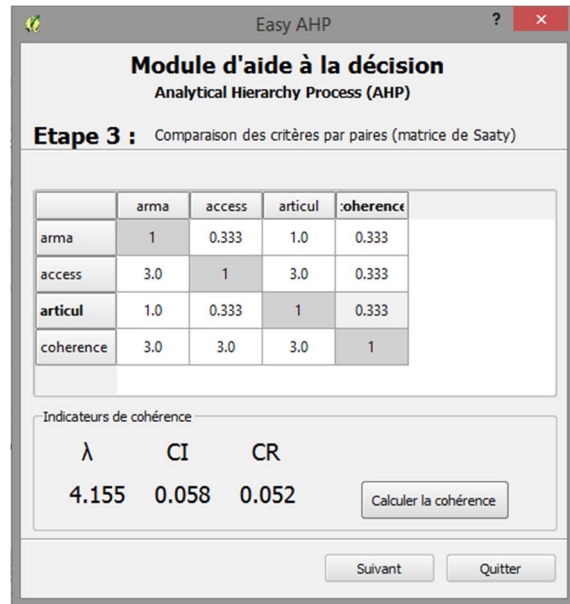 Easy AHP ? ×
Module d'aide à la décision
Analytical Hierarchy Process (AHP)
Etape 3 : Comparaison des critères par paires (matrice de Saaty)
arma access articul :oherence
arma 1 0.333 1.0 0.333
access 3.0 1 3.0 0.333
articul 1.0 0.333 1 0.333
coherence 3.0 3.0 3.0 1
Indicateurs de cohérence
λ CI CR
4.155 0.058 0.052 Calculer la cohérence
Suivant Quitter